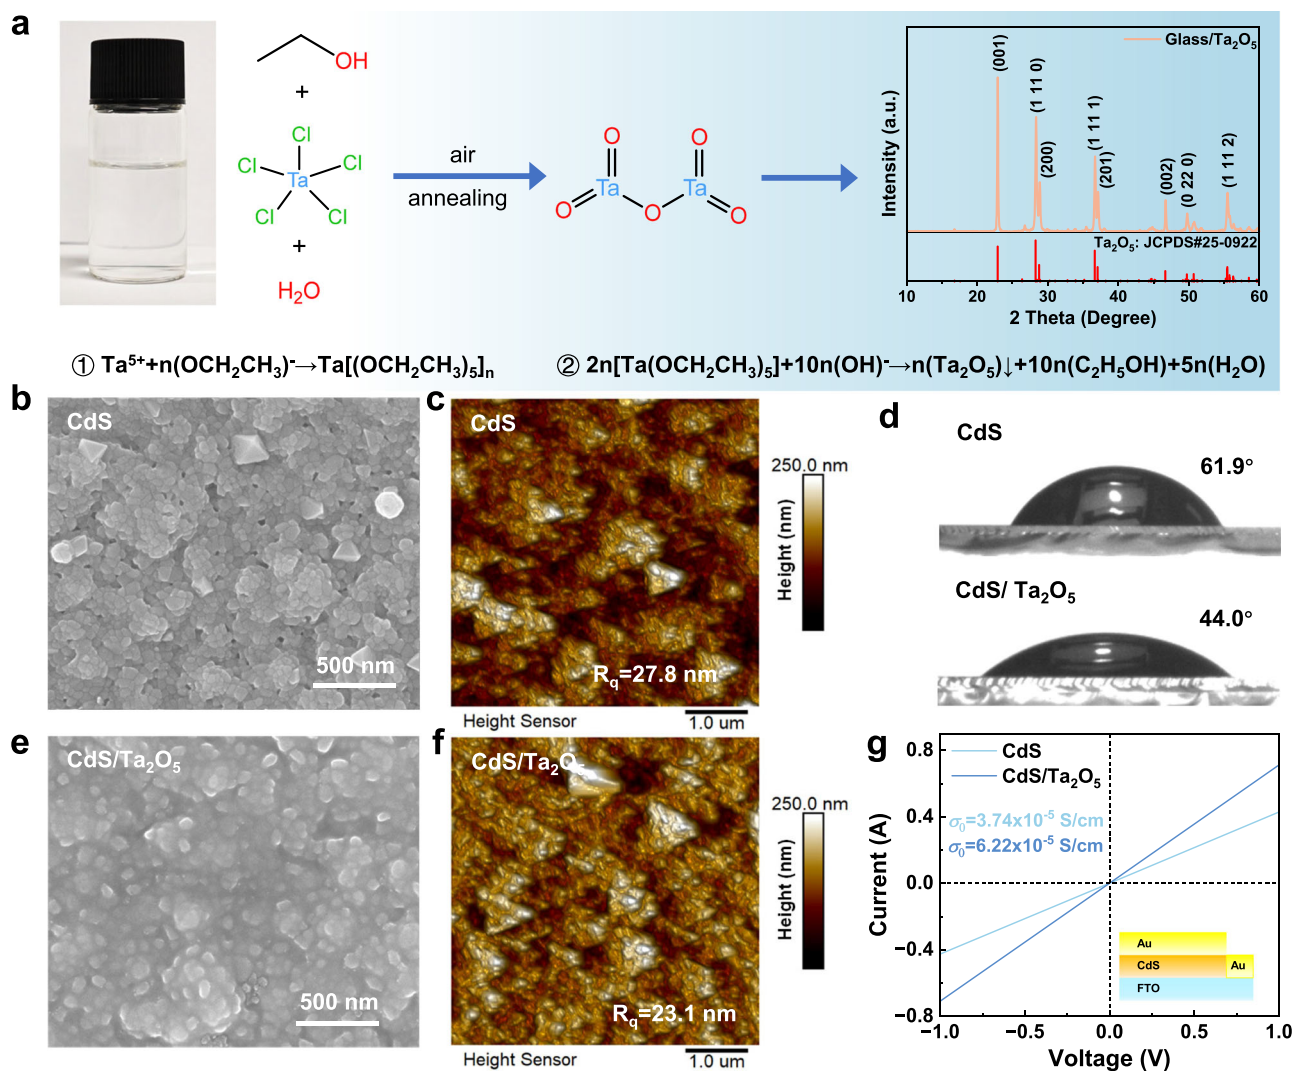 a
OH
+
Cl
Cl Cl
Ta
Cl Cl
+
H₂O
air
annealing
O O
Ta Ta
O O O
Glass/Ta₂O₅
(001)
(1 11 0)
(200)
(1 11 1)
(201)
(002)
(0 22 0)
(1 11 2)
Ta₂O₅: JCPDS#25-0922
Intensity (a.u.)
10 20 30 40 50 60
2 Theta (Degree)
① Ta⁵⁺+n(OCH₂CH₃)⁻→Ta[(OCH₂CH₃)₅]ₙ
② 2n[Ta(OCH₂CH₃)₅]+10n(OH)⁻→n(Ta₂O₅)↓+10n(C₂H₅OH)+5n(H₂O)
b
CdS
500 nm
c
CdS
R_q=27.8 nm
Height Sensor
1.0 um
250.0 nm
Height (nm)
d
CdS
61.9°
CdS/ Ta₂O₅
44.0°
e
CdS/Ta₂O₅
500 nm
f
CdS/Ta₂O₅
R_q=23.1 nm
Height Sensor
1.0 um
250.0 nm
Height (nm)
g
CdS
CdS/Ta₂O₅
σ₀=3.74x10⁻⁵ S/cm
σ₀=6.22x10⁻⁵ S/cm
0.8
0.4
0.0
−0.4
−0.8
Current (A)
Au
CdS Au
FTO
−1.0 −0.5 0.0 0.5 1.0
Voltage (V)